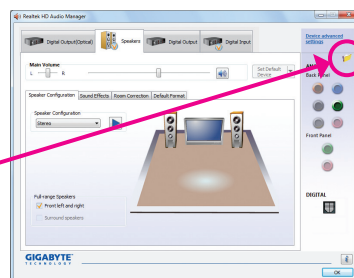 Realtek HD Audio Manager
Digital Output(Optical)
Speakers
Digital Output
Digital Input
Device advanced
settings
Main Volume
L
R
Set Default
Device
Back Panel
Speaker Configuration
Sound Effects
Room Correction
Default Format
Speaker Configuration
Stereo
Front Panel
Full-range Speakers
Front left and right
Surround speakers
DIGITAL
GIGABYTE
TECHNOLOGY
OK